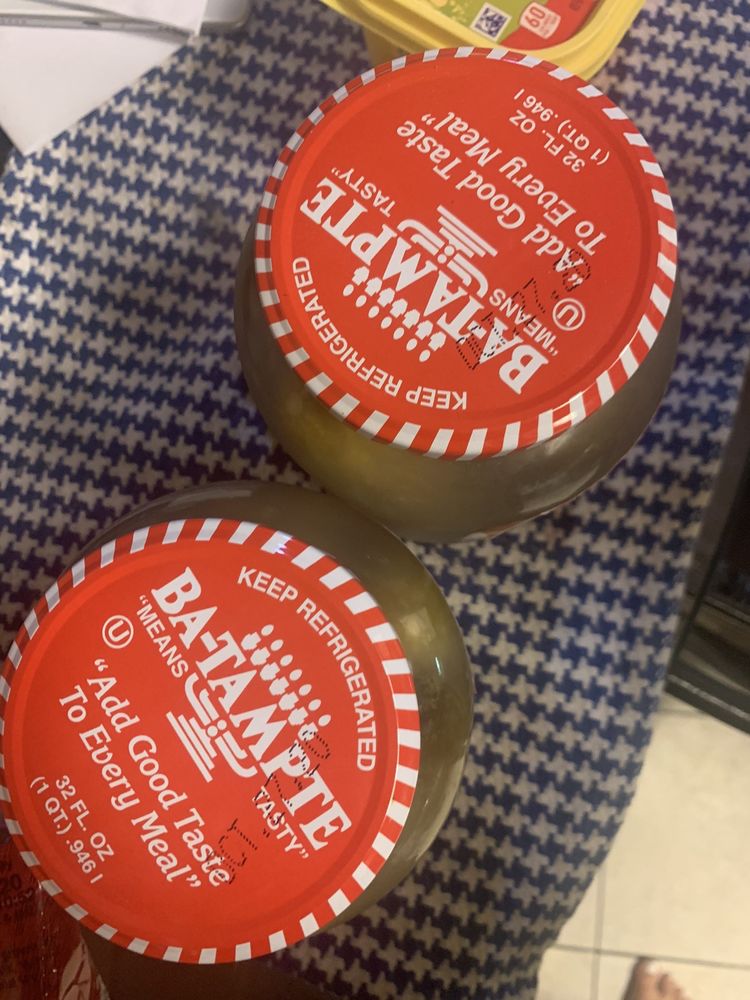 KEEP REFRIGERATED
BA-TAMPTE
"MEANS TASTY"
U
"Add Good Taste
To Every Meal"
32 FL. OZ
(1 QT.) .946 l
KEEP REFRIGERATED
BA-TAMPTE
"MEANS TASTY"
U
"Add Good Taste
To Every Meal"
32 FL. OZ
(1 QT.) .946 l
60